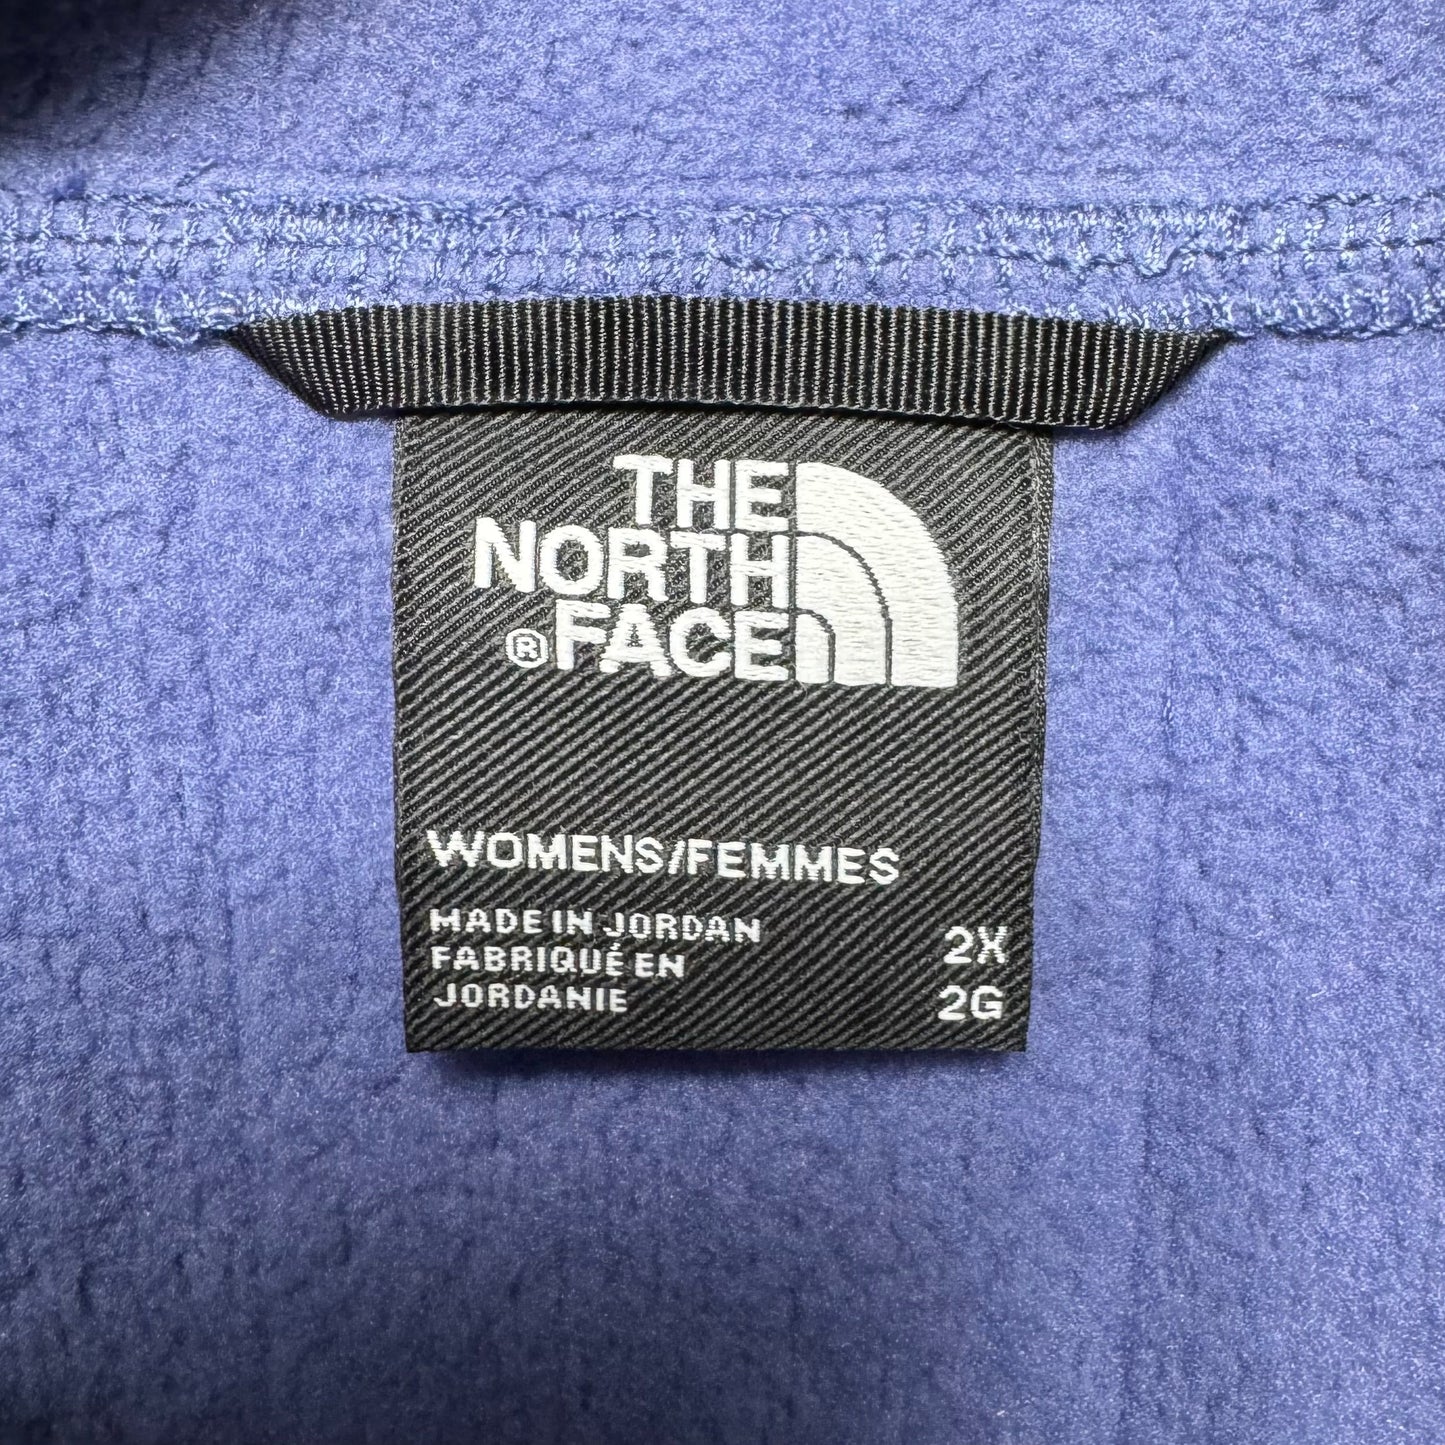 THE
NORTH
®FACE
WOMENS/FEMMES
MADE IN JORDAN
FABRIQUÉ EN
JORDANIE
2X
2G